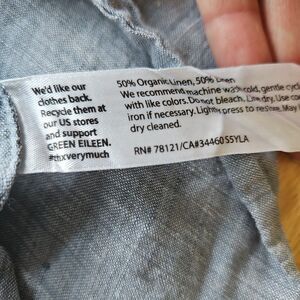 We'd like our
clothes back.
Recycle them at
our US stores
and support
GREEN EILEEN.
#thxverymuch
50% Organic Linen, 50% Linen
We recommend machine wash cold, gentle cycle
with like colors. Do not bleach. Line dry. Use cool
iron if necessary. Lightly press to restore. May
dry cleaned.
RN# 78121/CA#34460 SSYLA